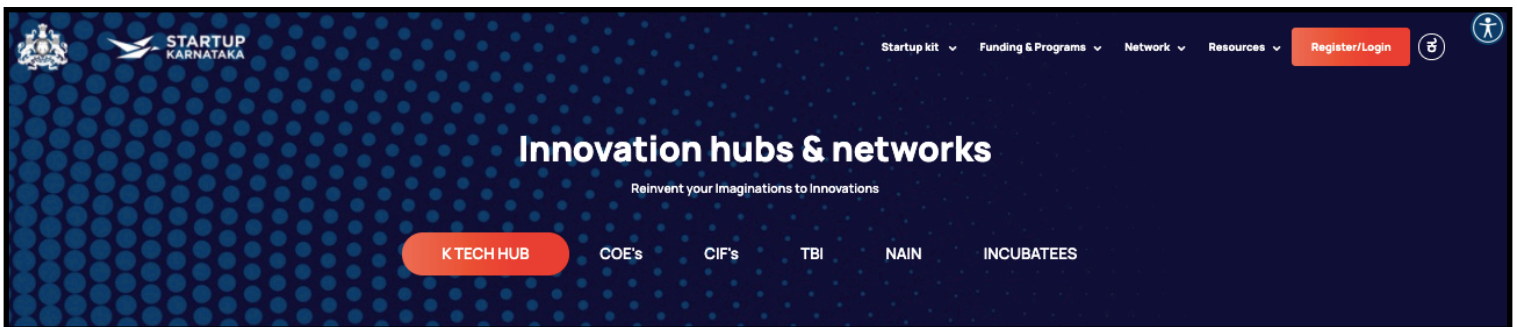 STARTUP
KARNATAKA
Startup kit Funding & Programs Network Resources Register/Login ಕ
Innovation hubs & networks
Reinvent your Imaginations to Innovations
K TECH HUB COE's CIF's TBI NAIN INCUBATEES